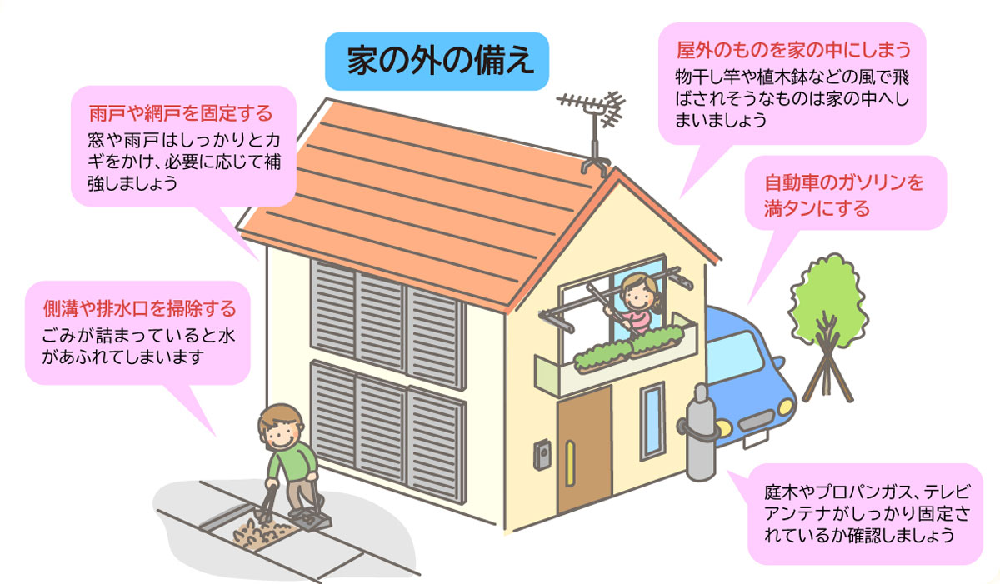 家の外の備え
雨戸や網戸を固定する
窓や雨戸はしっかりとカ
ギをかけ、必要に応じて補
強しましょう
屋外のものを家の中にしまう
物干し竿や植木鉢などの風で飛
ばされそうなものは家の中へし
まいましょう
自動車のガソリンを
満タンにする
側溝や排水口を掃除する
ごみが詰まっていると水
があふれてしまいます
庭木やプロパンガス、テレビ
アンテナがしっかり固定さ
れているか確認しましょう